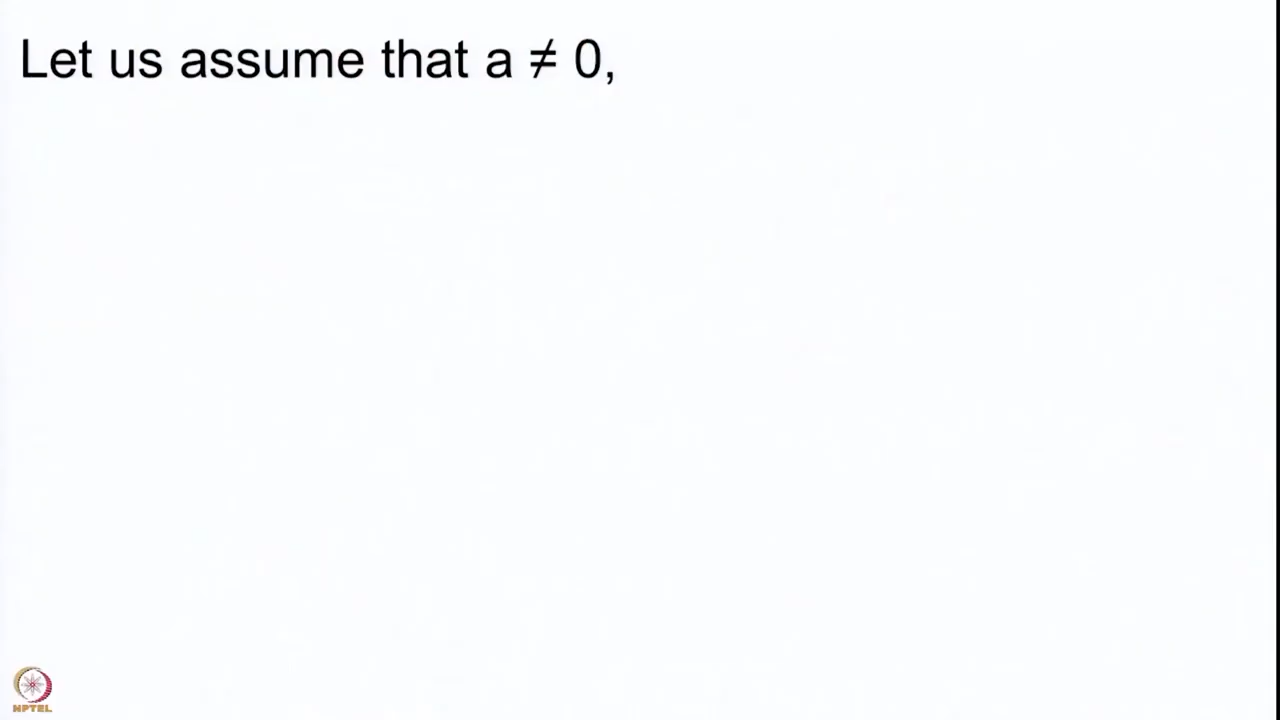 Let us assume that a ≠ 0,
NPTEL